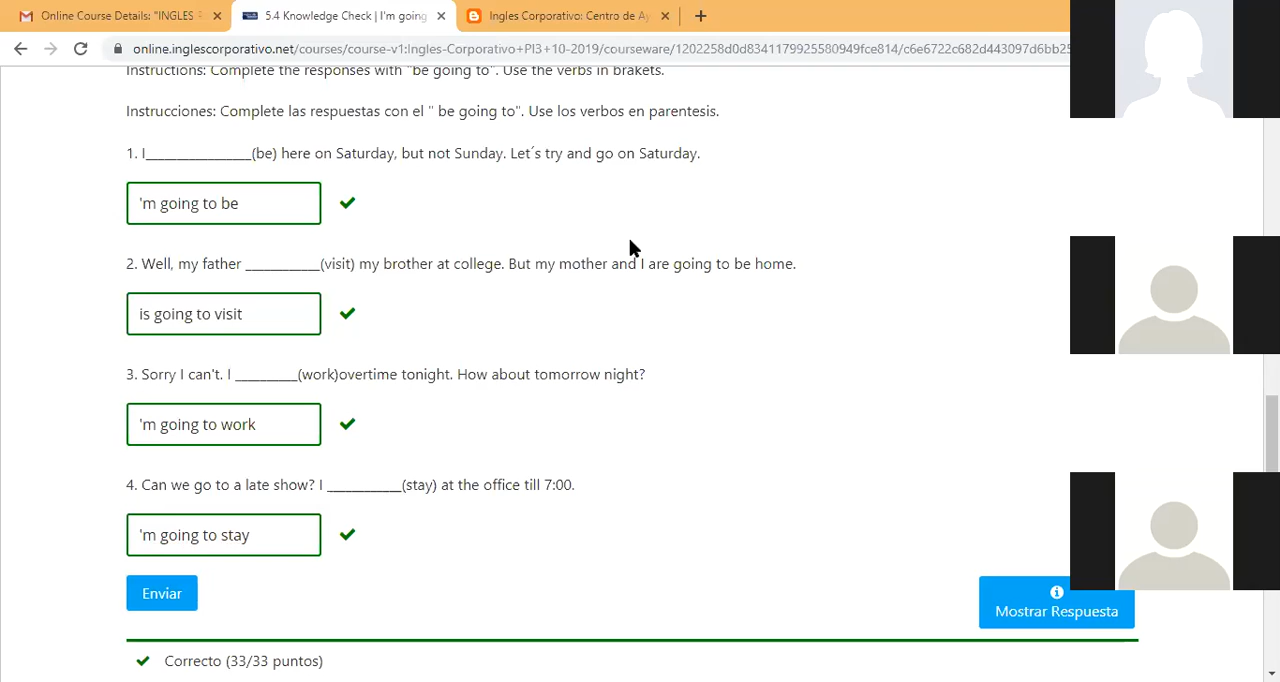 Online Course Details: "INGLES
5.4 Knowledge Check | I'm going
Ingles Corporativo: Centro de Ay
online.inglescorporativo.net/courses/course-v1:Ingles-Corporativo+PI3+10-2019/courseware/1202258d0d8341179925580949fce814/c6e6722c682d443097d6bb25
Instructions: Complete the responses with "be going to". Use the verbs in brakets.
Instrucciones: Complete las respuestas con el " be going to". Use los verbos en parentesis.
1. I_______________(be) here on Saturday, but not Sunday. Let´s try and go on Saturday.
'm going to be
2. Well, my father ___________(visit) my brother at college. But my mother and I are going to be home.
is going to visit
3. Sorry I can't. I _________(work)overtime tonight. How about tomorrow night?
'm going to work
4. Can we go to a late show? I ___________(stay) at the office till 7:00.
'm going to stay
Enviar
Mostrar Respuesta
Correcto (33/33 puntos)